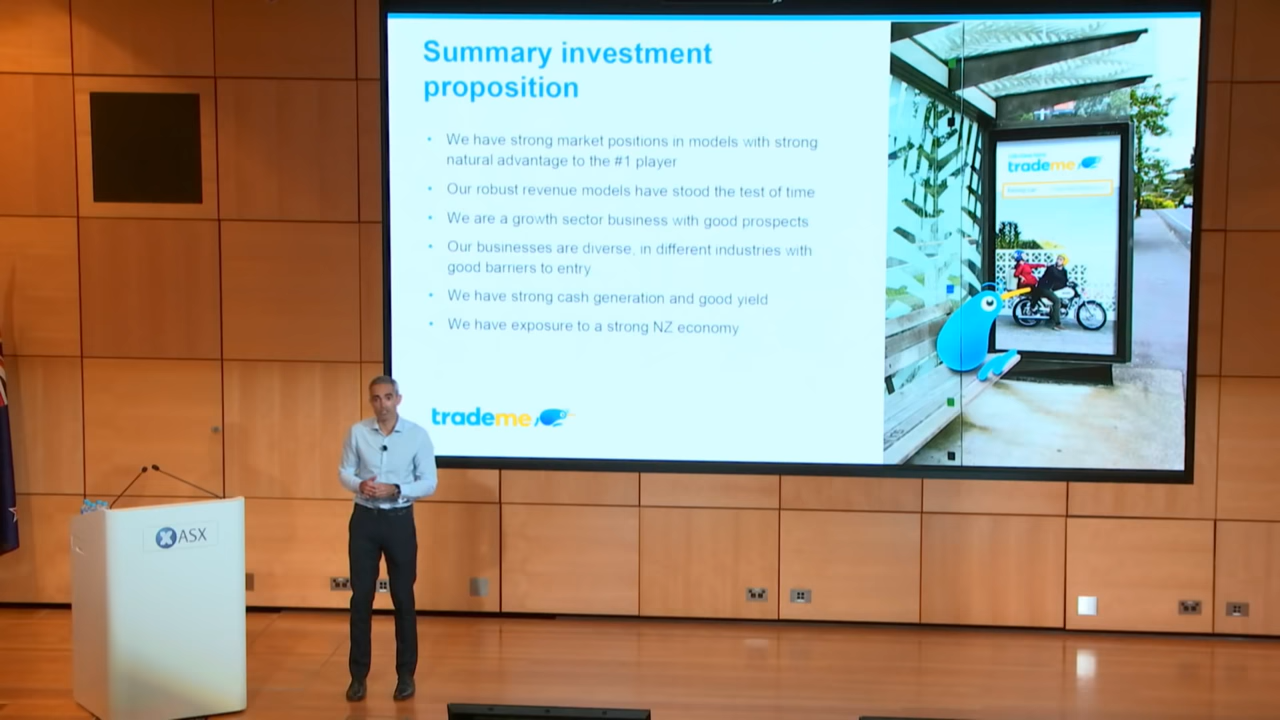 Summary investment
proposition
• We have strong market positions in models with strong
natural advantage to the #1 player
• Our robust revenue models have stood the test of time
• We are a growth sector business with good prospects
• Our businesses are diverse, in different industries with
good barriers to entry
• We have strong cash generation and good yield
• We have exposure to a strong NZ economy
trademe
trademe
ASX